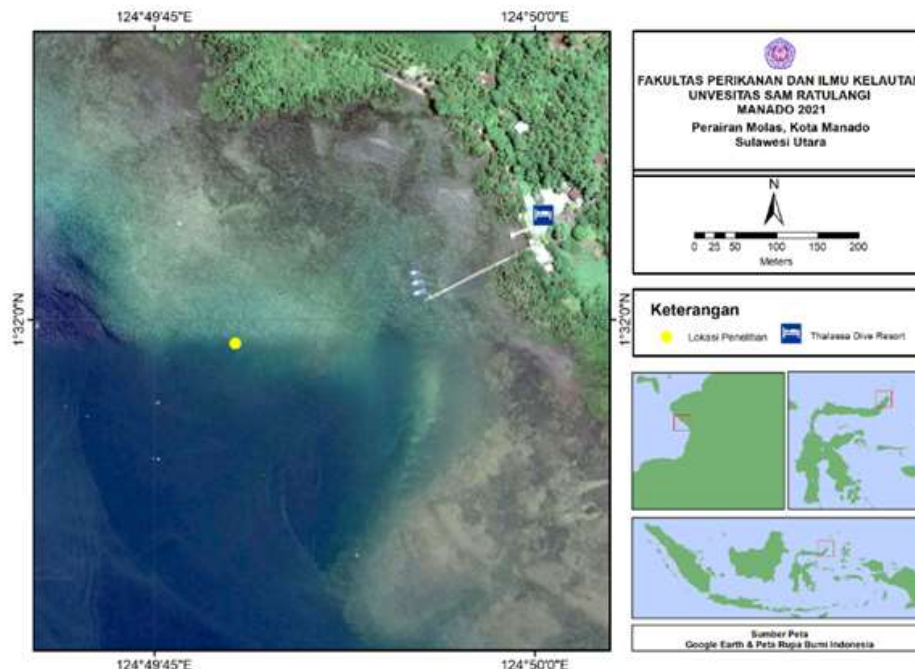 124°49'45"E
124°50'0"E
1°32'0"N
1°32'0"N
124°49'45"E
124°50'0"E
FAKULTAS PERIKANAN DAN ILMU KELAUTAN
UNVESITAS SAM RATULANGI
MANADO 2021
Perairan Molas, Kota Manado
Sulawesi Utara
N
0 25 50 100 150 200
Meters
Keterangan
Lokasi Penelitian
Thalassa Dive Resort
Sumber Peta
Google Earth & Peta Rupa Bumi Indonesia